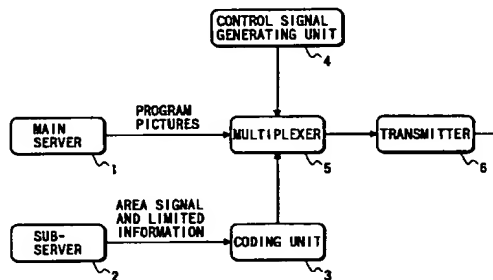 CONTROL SIGNAL
GENERATING UNIT
4
PROGRAM
PICTURES
MAIN
SERVER
1
MULTIPLEXER
5
TRANSMITTER
6
AREA SIGNAL
AND LIMITED
INFORMATION
SUB-
SERVER
2
CODING UNIT
3